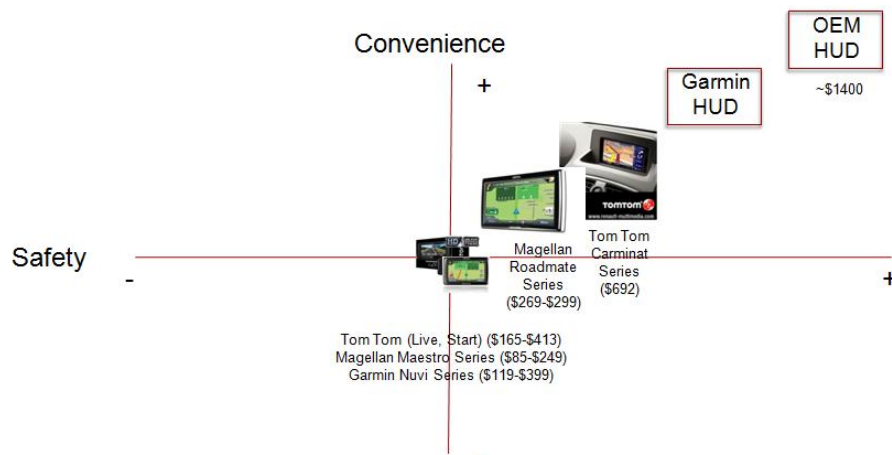 OEM
HUD
~$1400
Convenience
+
Garmin
HUD
TOMTOM
Safety
-
+
Magellan
Roadmate
Series
($269-$299)
Tom Tom
Carminat
Series
($692)
Tom Tom (Live, Start) ($165-$413)
Magellan Maestro Series ($85-$249)
Garmin Nuvi Series ($119-$399)